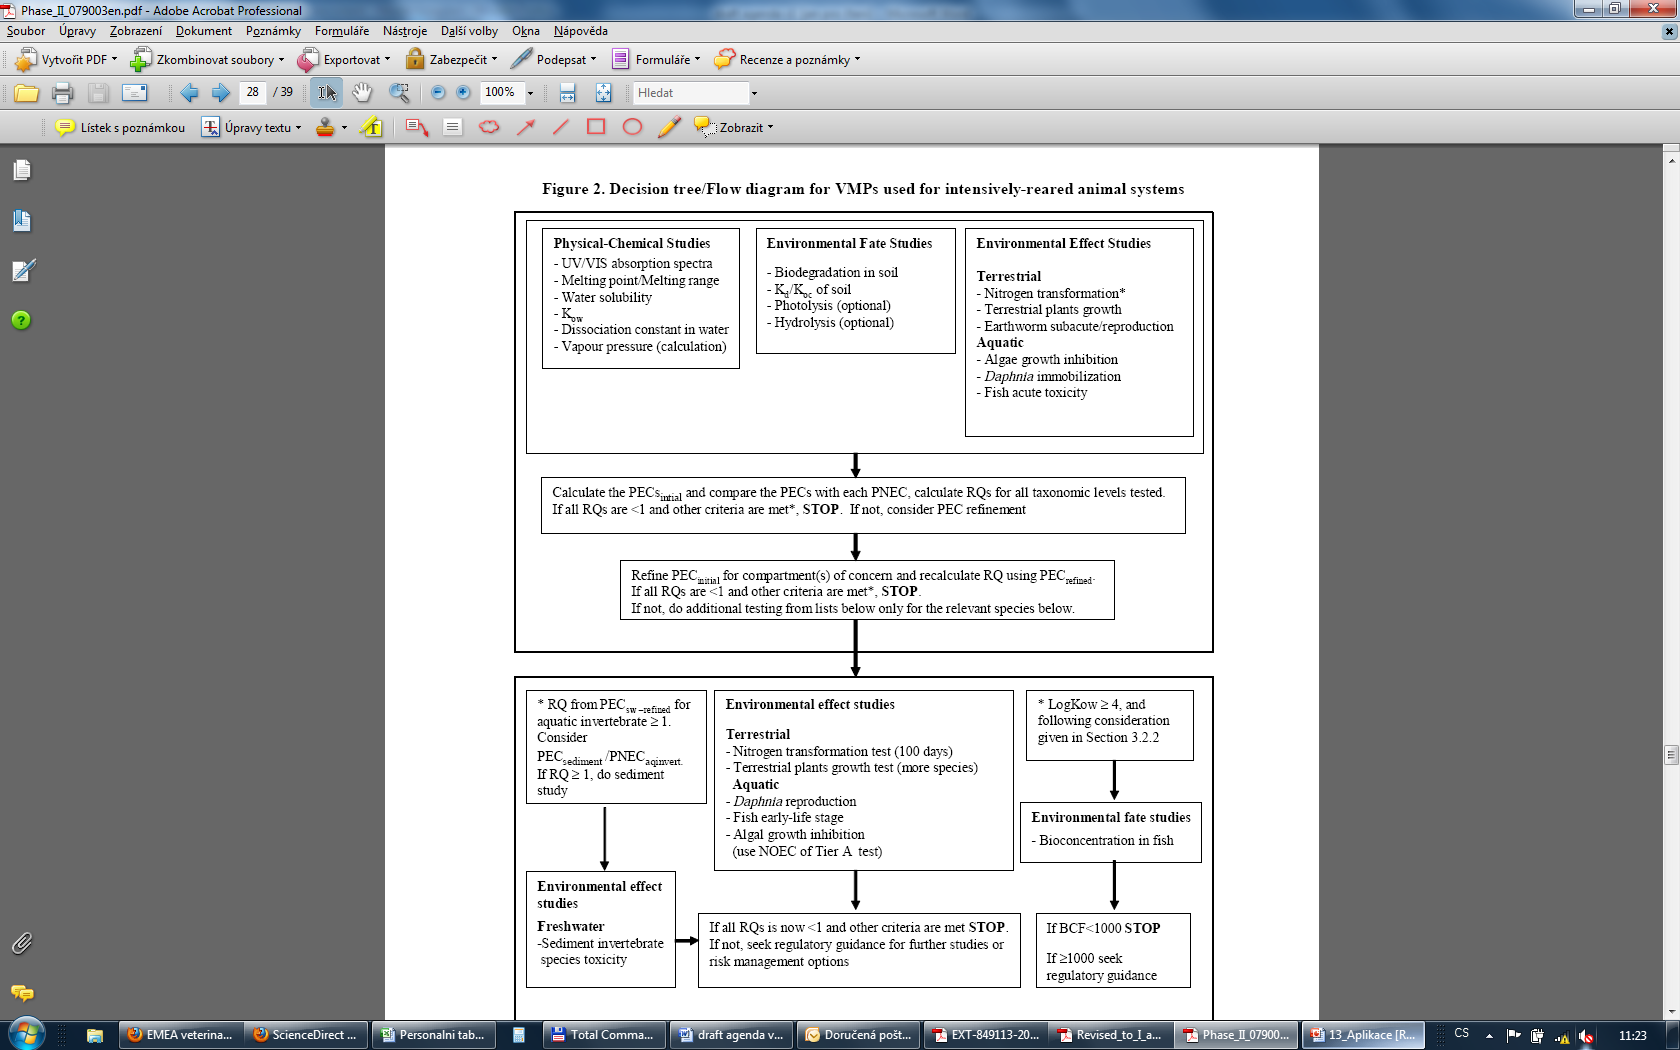 Phase_II_079003en.pdf - Adobe Acrobat Professional
Soubor Úpravy Zobrazení Dokument Poznámky Formuláře Nástroje Další volby Okna Nápověda
Vytvořit PDF Zkombinovat soubory Exportovat Zabezpečit Podepsat Formuláře Recenze a poznámky
28 / 39 100% Hledat
Lístek s poznámkou Úpravy textu Zobrazit
Figure 2. Decision tree/Flow diagram for VMPs used for intensively-reared animal systems
Physical-Chemical Studies
- UV/VIS absorption spectra
- Melting point/Melting range
- Water solubility
- Kow
- Dissociation constant in water
- Vapour pressure (calculation)
Environmental Fate Studies
- Biodegradation in soil
- Kd/Koc of soil
- Photolysis (optional)
- Hydrolysis (optional)
Environmental Effect Studies
Terrestrial
- Nitrogen transformation*
- Terrestrial plants growth
- Earthworm subacute/reproduction
Aquatic
- Algae growth inhibition
- Daphnia immobilization
- Fish acute toxicity
Calculate the PECsintial and compare the PECs with each PNEC, calculate RQs for all taxonomic levels tested.
If all RQs are <1 and other criteria are met*, STOP. If not, consider PEC refinement
Refine PECinitial for compartment(s) of concern and recalculate RQ using PECrefined.
If all RQs are <1 and other criteria are met*, STOP.
If not, do additional testing from lists below only for the relevant species below.
* RQ from PECsw –refined for
aquatic invertebrate ≥ 1.
Consider
PECsediment /PNECaqinvert.
If RQ ≥ 1, do sediment
study
Environmental effect studies
Terrestrial
- Nitrogen transformation test (100 days)
- Terrestrial plants growth test (more species)
Aquatic
- Daphnia reproduction
- Fish early-life stage
- Algal growth inhibition
(use NOEC of Tier A test)
* LogKow ≥ 4, and
following consideration
given in Section 3.2.2
Environmental fate studies
- Bioconcentration in fish
Environmental effect
studies
Freshwater
-Sediment invertebrate
species toxicity
If all RQs is now <1 and other criteria are met STOP.
If not, seek regulatory guidance for further studies or
risk management options
If BCF<1000 STOP
If ≥1000 seek
regulatory guidance
EMEA veterina... ScienceDirect ... Personalni tab... Total Comma... draft agenda v... Doručená pošt... EXT-849113-20... Revised_to_I_a... Phase_II_07900... 13_Aplikace [R... CS 11:23